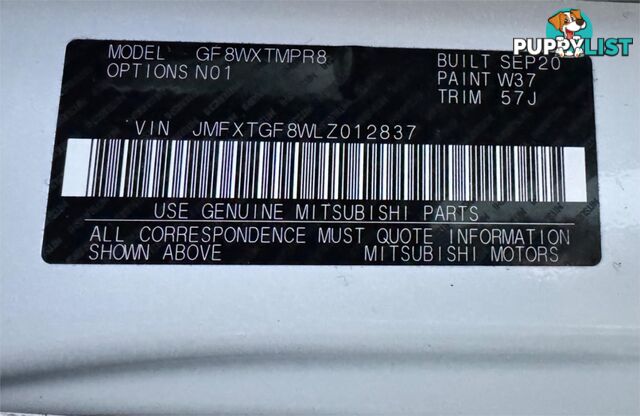 PUPPYLIST
MODEL GF8WXTMPR8 BUILT SEP20
OPTIONS N01 PAINT W37
TRIM 57J
VIN JMFXTGF8WLZ012837
USE GENUINE MITSUBISHI PARTS
ALL CORRESPONDENCE MUST QUOTE INFORMATION
SHOWN ABOVE MITSUBISHI MOTORS